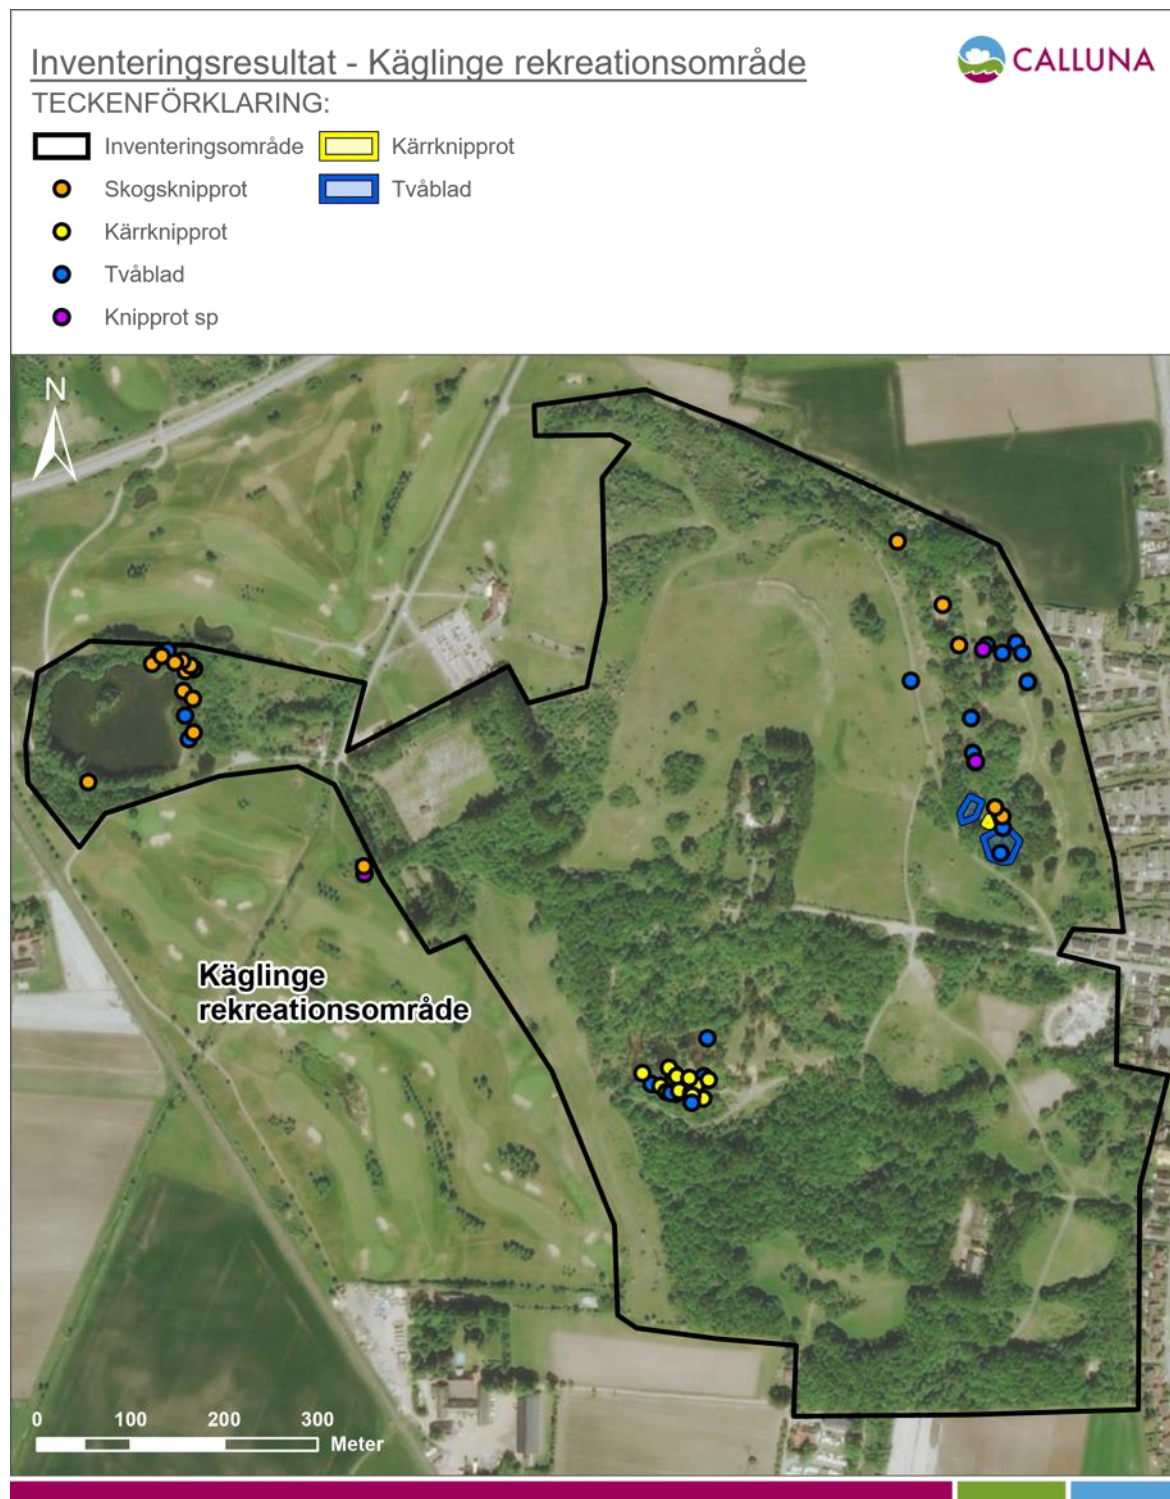 Inventeringsresultat - Käglinge rekreationsområde
CALLUNA
TECKENFÖRKLARING:
Inventeringsområde
Kärrknipprot
Skogsknipprot
Tvåblad
Kärrknipprot
Tvåblad
Knipprot sp
N
Käglinge
rekreationsområde
0 100 200 300
Meter